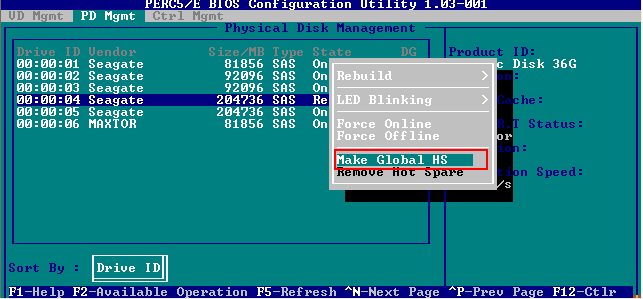 PERC5/E BIOS Configuration Utility 1.03-001
VD Mgmt PD Mgmt Ctrl Mgmt
Physical Disk Management
Drive ID Vendor Size/MB Type State DG
00:00:01 Seagate 81856 SAS On
00:00:02 Seagate 92096 SAS On
00:00:03 Seagate 92096 SAS On
00:00:04 Seagate 204736 SAS Re
00:00:05 Seagate 204736 SAS On
00:00:06 MAXTOR 81856 SAS On
Rebuild >
LED Blinking >
Force Online
Force Offline
Make Global HS
Remove Hot Spare
Product ID:
c Disk 36G
on:
Cache:
or
T Status:
ion:
tion Speed:
/s
Sort By : Drive ID
F1-Help F2-Available Operation F5-Refresh ^N-Next Page ^P-Prev Page F12-Ctlr